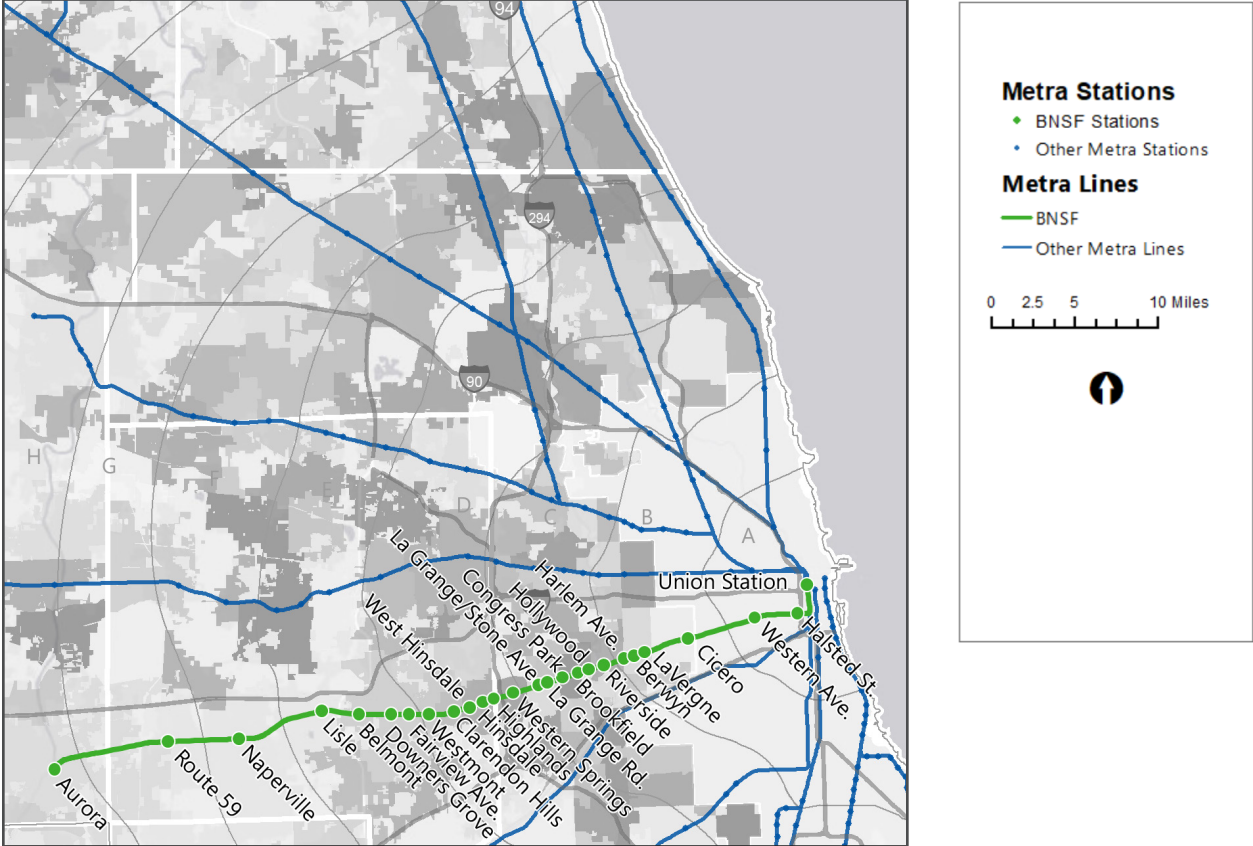 94
294
90
H
G
F
E
D
C
B
A
Union Station
Halsted St.
Western Ave.
Cicero
LaVergne
Berwyn
Harlem Ave.
Riverside
Hollywood
Brookfield
Congress Park
La Grange Rd.
La Grange/Stone Ave.
Western Springs
Highlands
Hinsdale
West Hinsdale
Clarendon Hills
Westmont
Fairview Ave.
Downers Grove
Belmont
Lisle
Naperville
Route 59
Aurora
Metra Stations
BNSF Stations
Other Metra Stations
Metra Lines
BNSF
Other Metra Lines
0 2.5 5 10 Miles